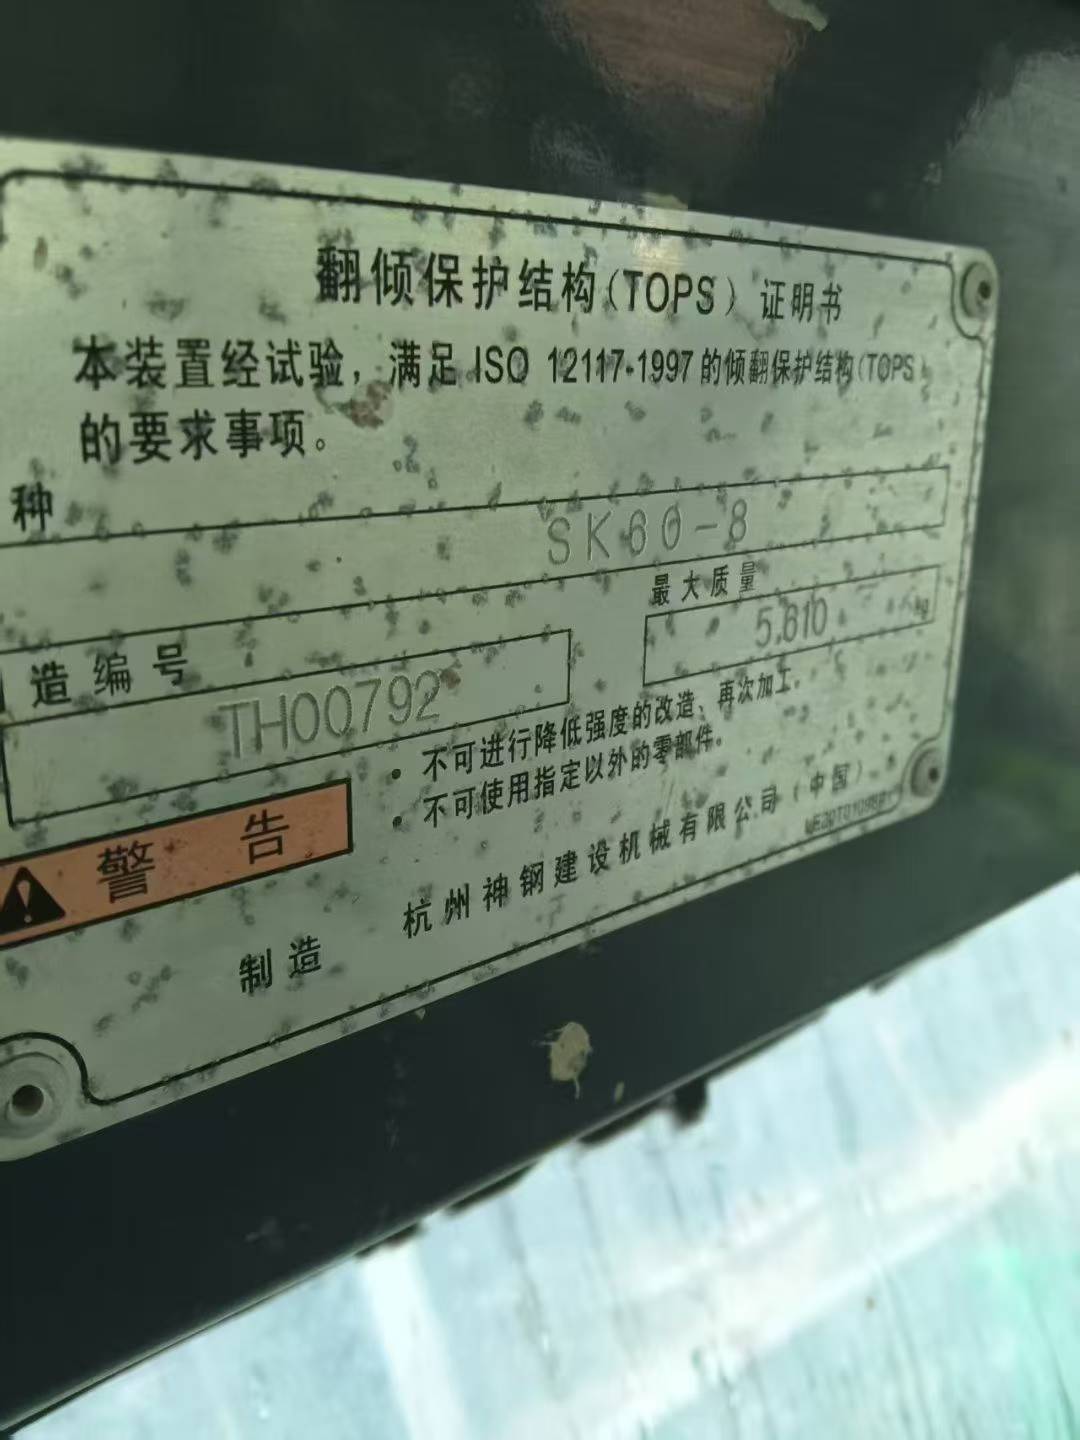 翻倾保护结构(TOPS)证明书
本装置经试验，满足 ISO 12117-1997 的倾翻保护结构(TOPS)
的要求事项。
种
SK60-8
最大质量
5,610 kg
造编号
TH00792
・不可进行降低强度的改造、再次加工.
・不可使用指定以外的零部件。
警告
制造 杭州神钢建设机械有限公司（中国）